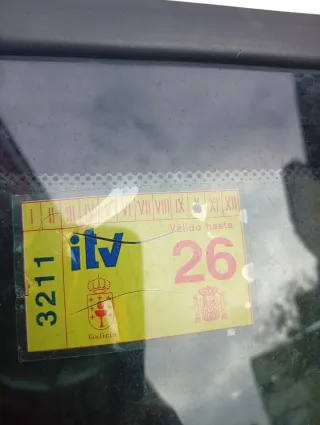 I II III IV V VI VII VIII IX X XI XII
3211
itv
Válido hasta
26
Galicia